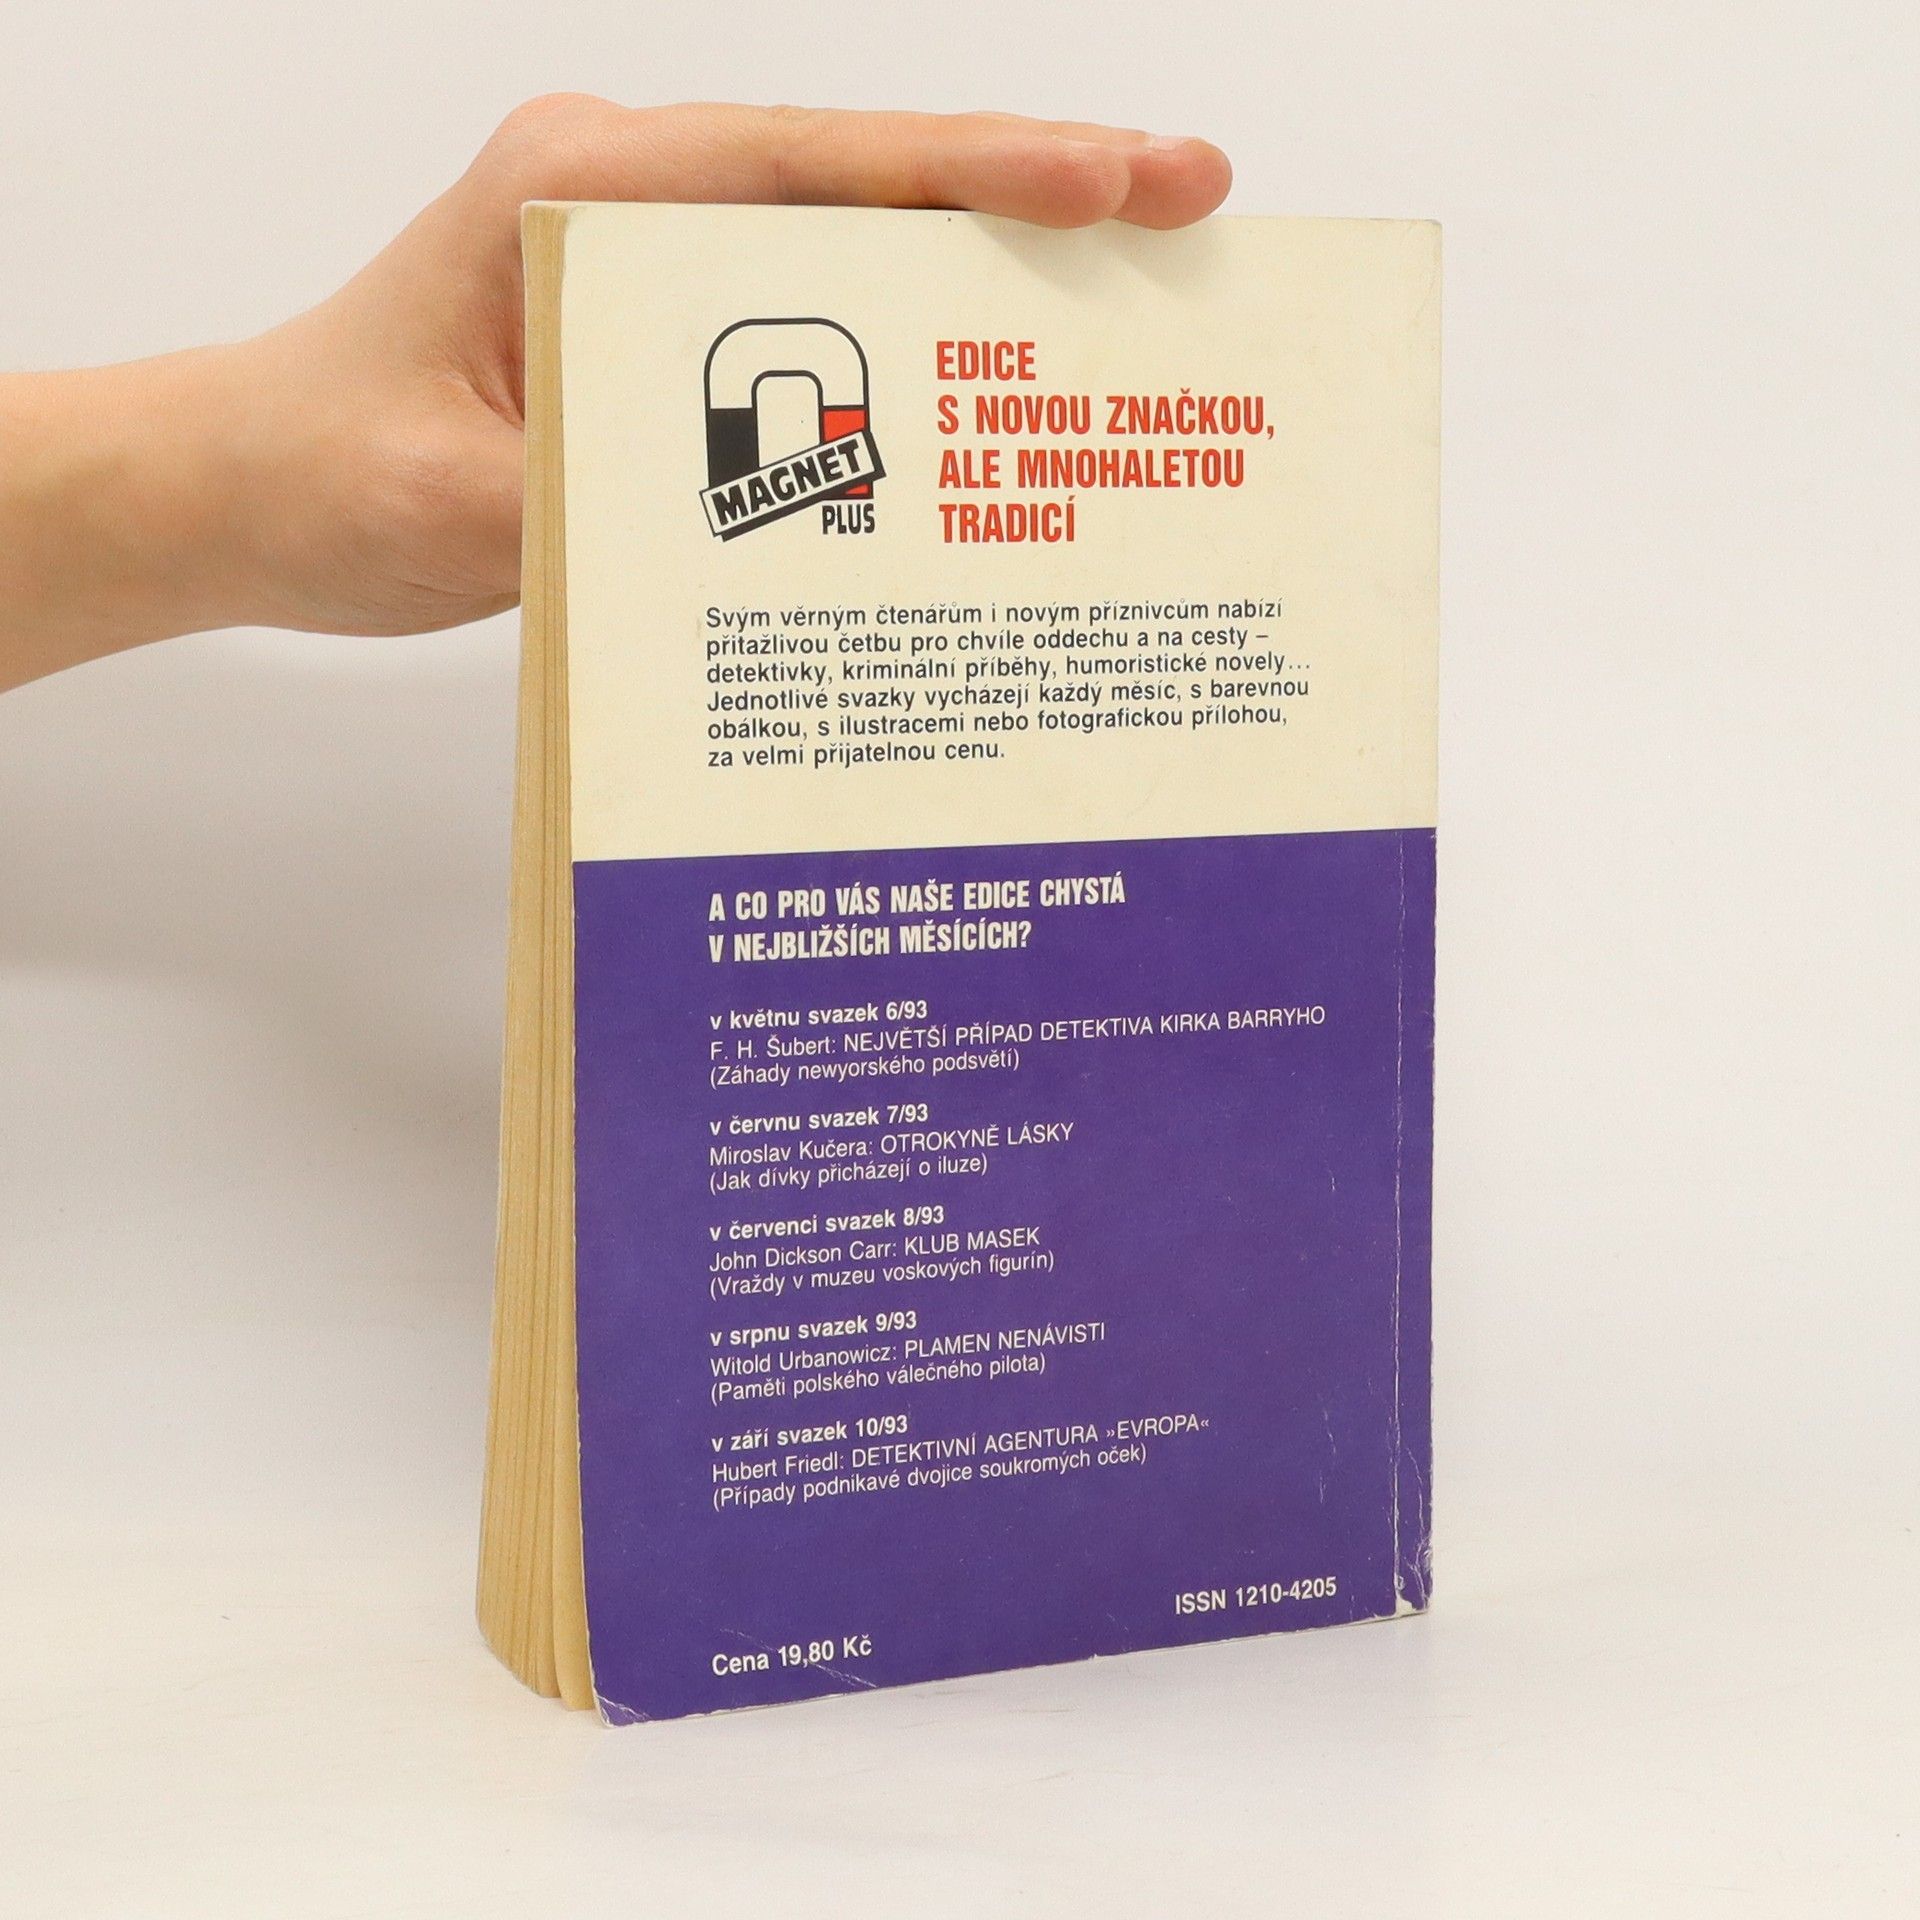 MAGNET
PLUS
EDICE
S NOVOU ZNAČKOU,
ALE MNOHALETOU
TRADICÍ
Svým věrným čtenářům i novým příznivcům nabízí
přitažlivou četbu pro chvíle oddechu a na cesty –
detektivky, kriminální příběhy, humoristické novely...
Jednotlivé svazky vycházejí každý měsíc, s barevnou
obálkou, s ilustracemi nebo fotografickou přílohou,
za velmi přijatelnou cenu.
A CO PRO VÁS NAŠE EDICE CHYSTÁ
V NEJBLIŽŠÍCH MĚSÍCÍCH?
v květnu svazek 6/93
F. H. Šubert: NEJVĚTŠÍ PŘÍPAD DETEKTIVA KIRKA BARRYHO
(Záhady newyorského podsvětí)
v červnu svazek 7/93
Miroslav Kučera: OTROKYNĚ LÁSKY
(Jak dívky přicházejí o iluze)
v červenci svazek 8/93
John Dickson Carr: KLUB MASEK
(Vraždy v muzeu voskových figurín)
v srpnu svazek 9/93
Witold Urbanowicz: PLAMEN NENÁVISTI
(Paměti polského válečného pilota)
v září svazek 10/93
Hubert Friedl: DETEKTIVNÍ AGENTURA »EVROPA«
(Případy podnikavé dvojice soukromých oček)
ISSN 1210-4205
Cena 19,80 Kč